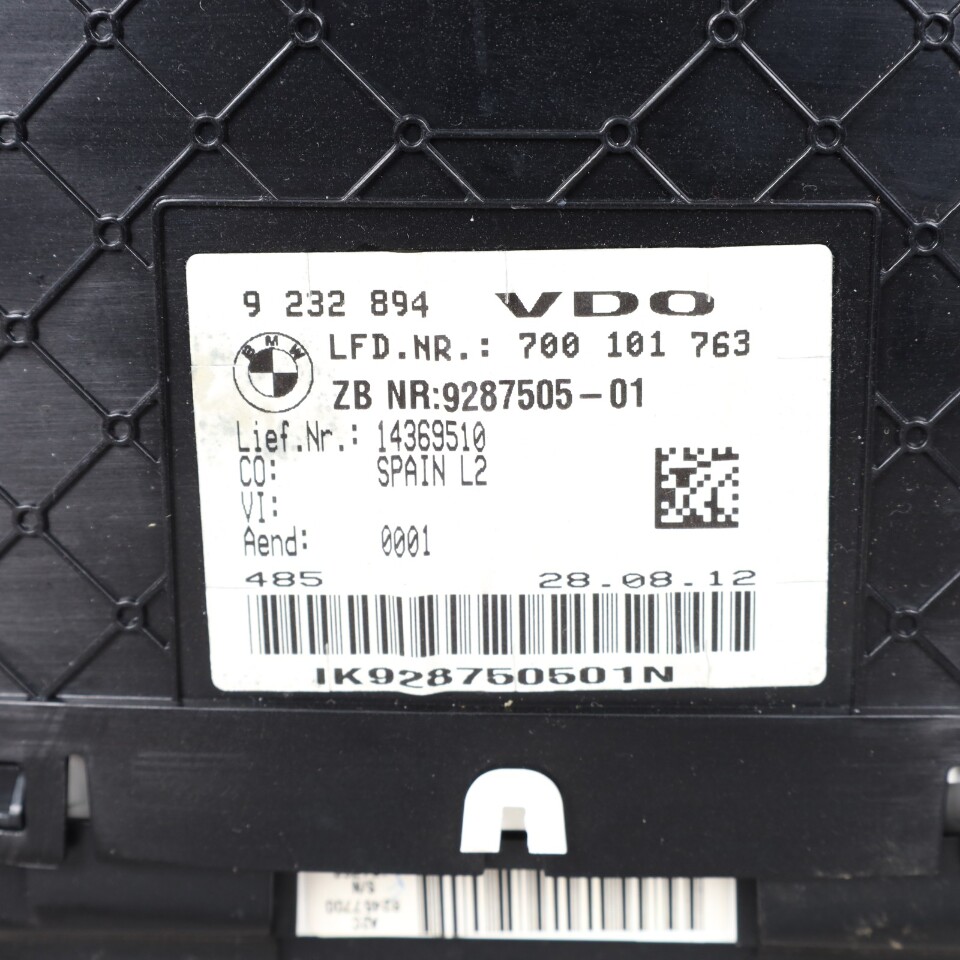 9 232 894 VDO
BMW
LFD.NR.: 700 101 763
ZB NR:9287505-01
Lief.Nr.: 14369510
CO: SPAIN L2
VI:
Aend: 0001
485 28.08.12
IK928750501N
S/N
A2C